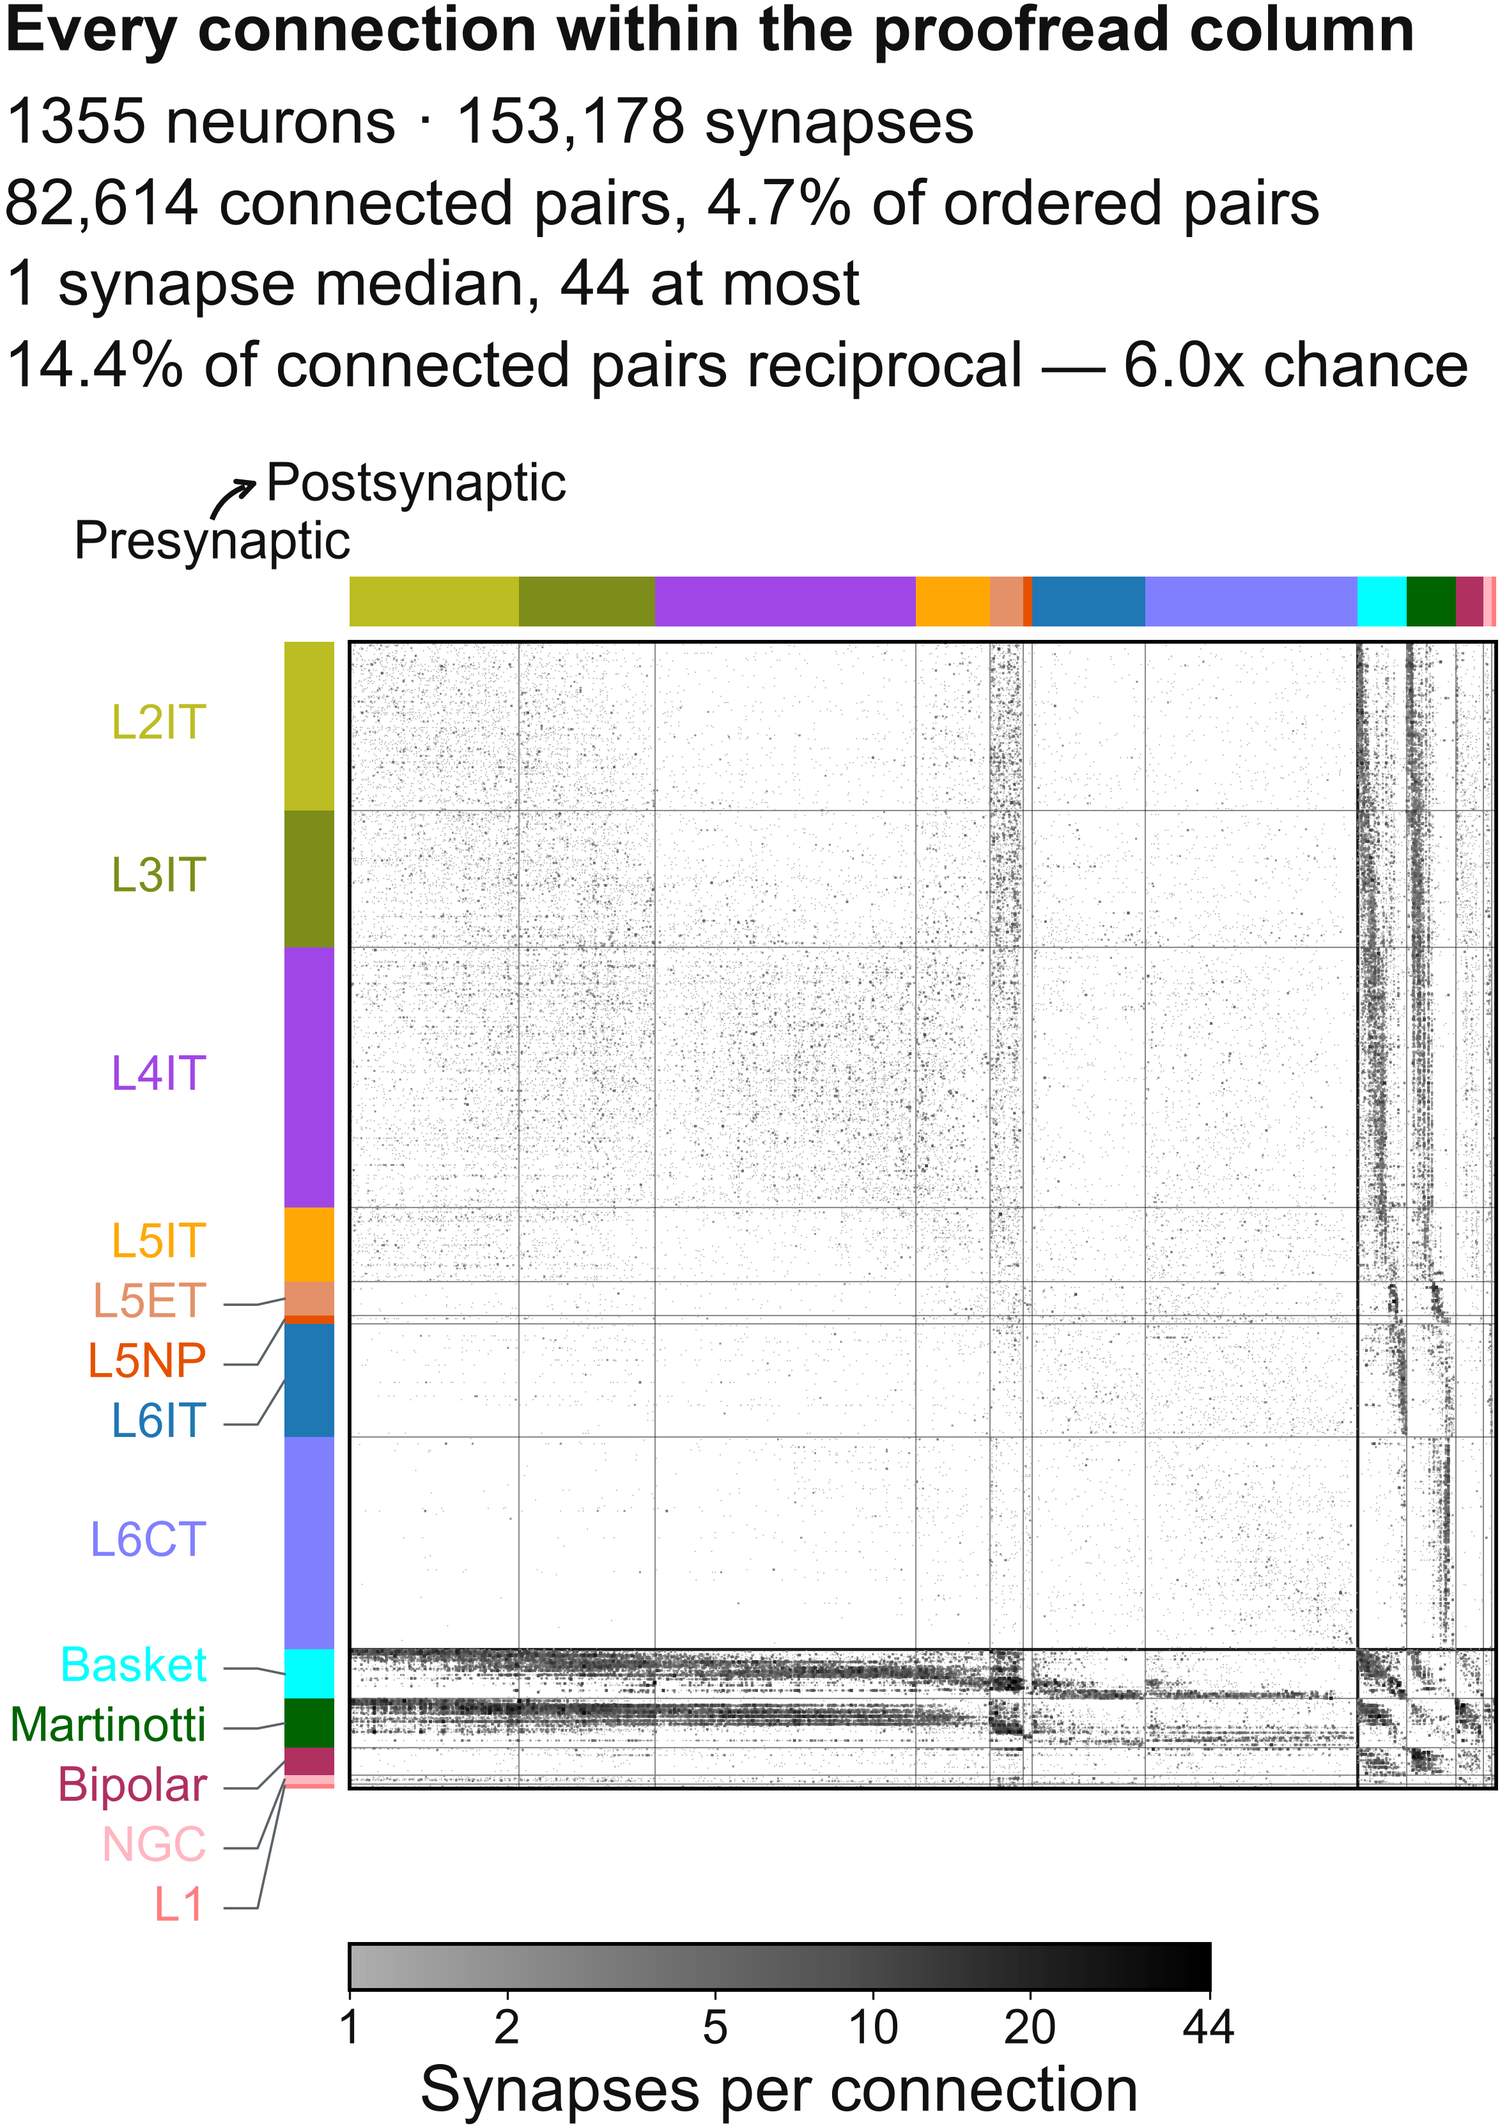 Every connection within the proofread column
1355 neurons · 153,178 synapses
82,614 connected pairs, 4.7% of ordered pairs
1 synapse median, 44 at most
14.4% of connected pairs reciprocal — 6.0x chance
Postsynaptic
Presynaptic
L2IT
L3IT
L4IT
L5IT
L5ET
L5NP
L6IT
L6CT
Basket
Martinotti
Bipolar
NGC
L1
1 2 5 10 20 44
Synapses per connection